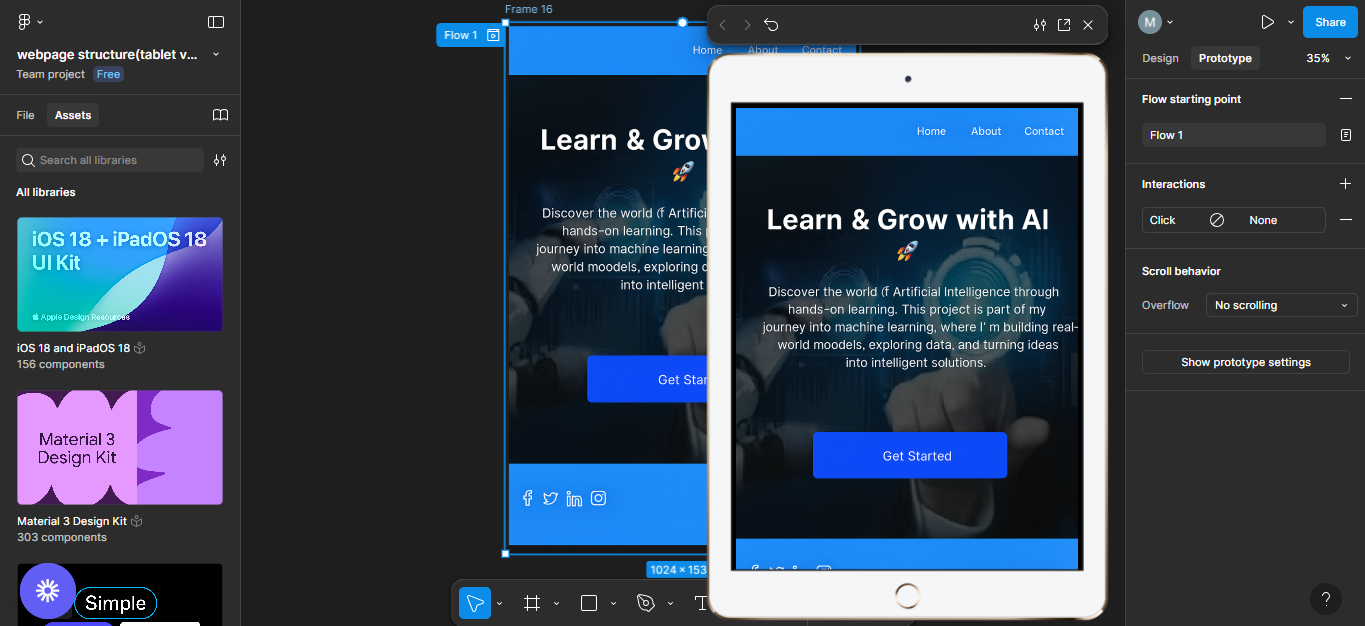 webpage structure(tablet v...
Team project Free
File Assets
Search all libraries
All libraries
iOS 18 + iPadOS 18
UI Kit
Apple Design Resources
iOS 18 and iPadOS 18
156 components
Material 3
Design Kit
Material 3 Design Kit
303 components
Simple
Frame 16
Flow 1
Home About Contact
Learn & Grow
🚀
Discover the world (f Artifici
hands-on learning. This p
journey into machine learning
world moodels, exploring d
into intelligent
Get Star
1024 × 153
Home About Contact
Learn & Grow with AI
🚀
Discover the world (f Artificial Intelligence through
hands-on learning. This project is part of my
journey into machine learning, where I' m building real-
world moodels, exploring data, and turning ideas
into intelligent solutions.
Get Started
M
Share
Design Prototype 35%
Flow starting point
Flow 1
Interactions
Click None
Scroll behavior
Overflow No scrolling
Show prototype settings
?